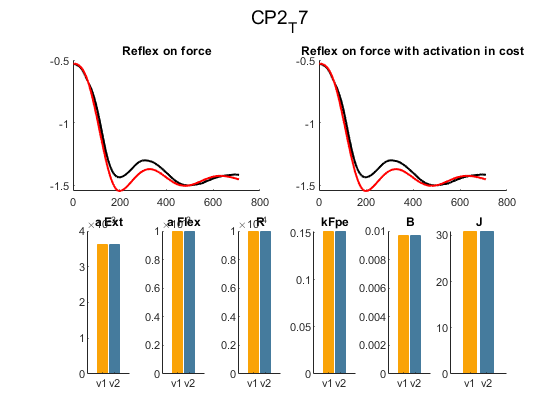 CP2_T7
Reflex on force
Reflex on force with activation in cost
-0.5
-1
-1.5
0 200 400 600 800
-0.5
-1
-1.5
0 200 400 600 800
a Ext
4
3
2
1
0
v1 v2
a Flex
1
0.8
0.6
0.4
0.2
0
v1 v2
R
1
0.8
0.6
0.4
0.2
0
v1 v2
kFpe
0.15
0.1
0.05
0
v1 v2
B
0.01
0.008
0.006
0.004
0.002
0
v1 v2
J
30
20
10
0
v1 v2